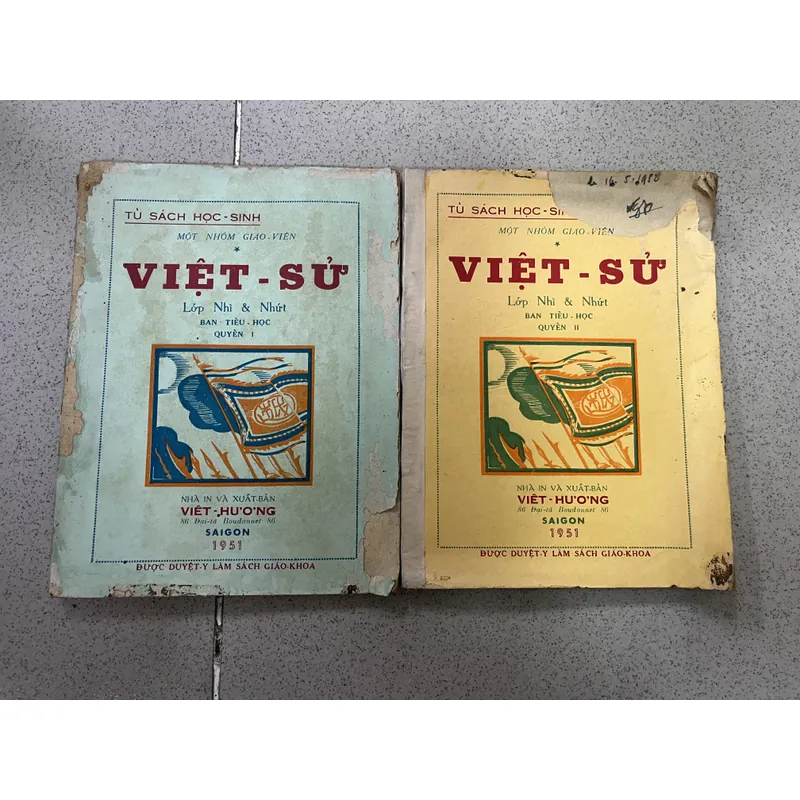 TỦ SÁCH HỌC-SINH
MỘT NHÓM GIÁO-VIÊN
VIỆT-SỬ
Lớp Nhì & Nhứt
BAN TIỂU-HỌC
QUYỂN I
NHÀ IN VÀ XUẤT-BẢN
VIỆT-HƯƠNG
86 Đại-tá Boudonnet 86
SAIGON
1951
ĐƯỢC DUYỆT-Y LÀM SÁCH GIÁO-KHOA
TỦ SÁCH HỌC-SIN
MỘT NHÓM GIÁO-VIÊN
VIỆT-SỬ
Lớp Nhì & Nhứt
BAN TIỂU-HỌC
QUYỂN II
NHÀ IN VÀ XUẤT-BẢN
VIỆT-HƯƠNG
86 Đại-tá Boudonnet 86
SAIGON
1951
ĐƯỢC DUYỆT-Y LÀM SÁCH GIÁO-KHOA